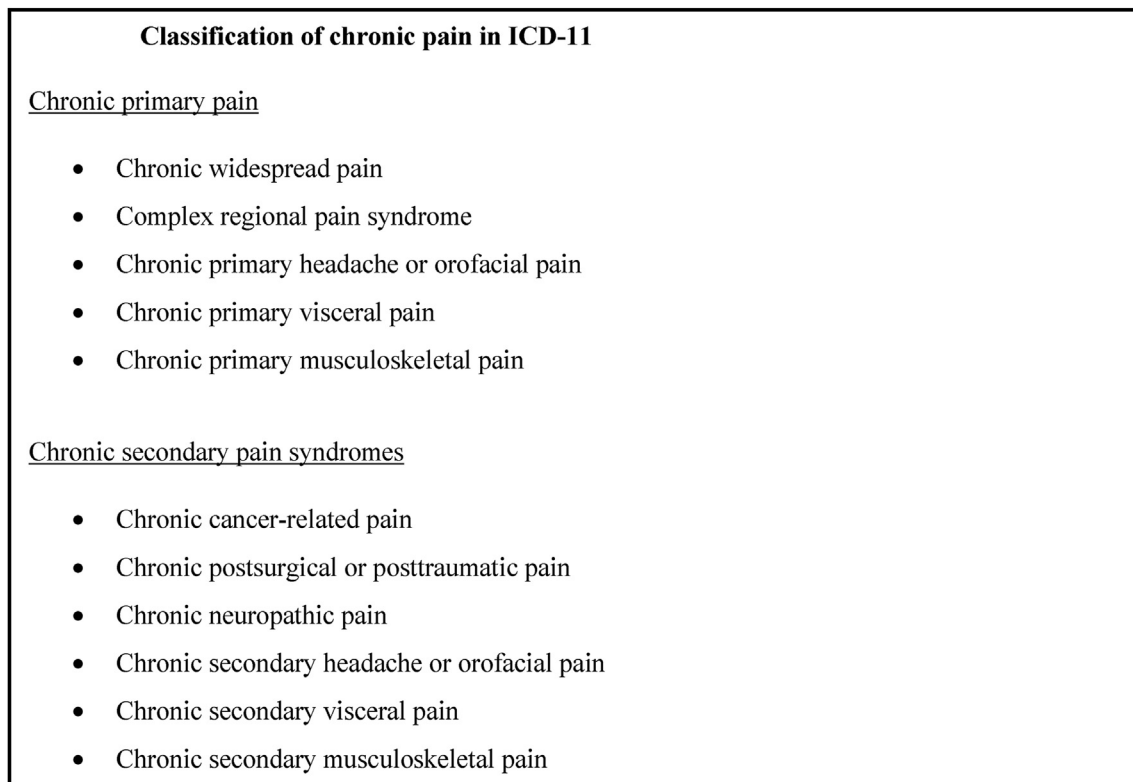 Classification of chronic pain in ICD-11
Chronic primary pain
• Chronic widespread pain
• Complex regional pain syndrome
• Chronic primary headache or orofacial pain
• Chronic primary visceral pain
• Chronic primary musculoskeletal pain
Chronic secondary pain syndromes
• Chronic cancer-related pain
• Chronic postsurgical or posttraumatic pain
• Chronic neuropathic pain
• Chronic secondary headache or orofacial pain
• Chronic secondary visceral pain
• Chronic secondary musculoskeletal pain